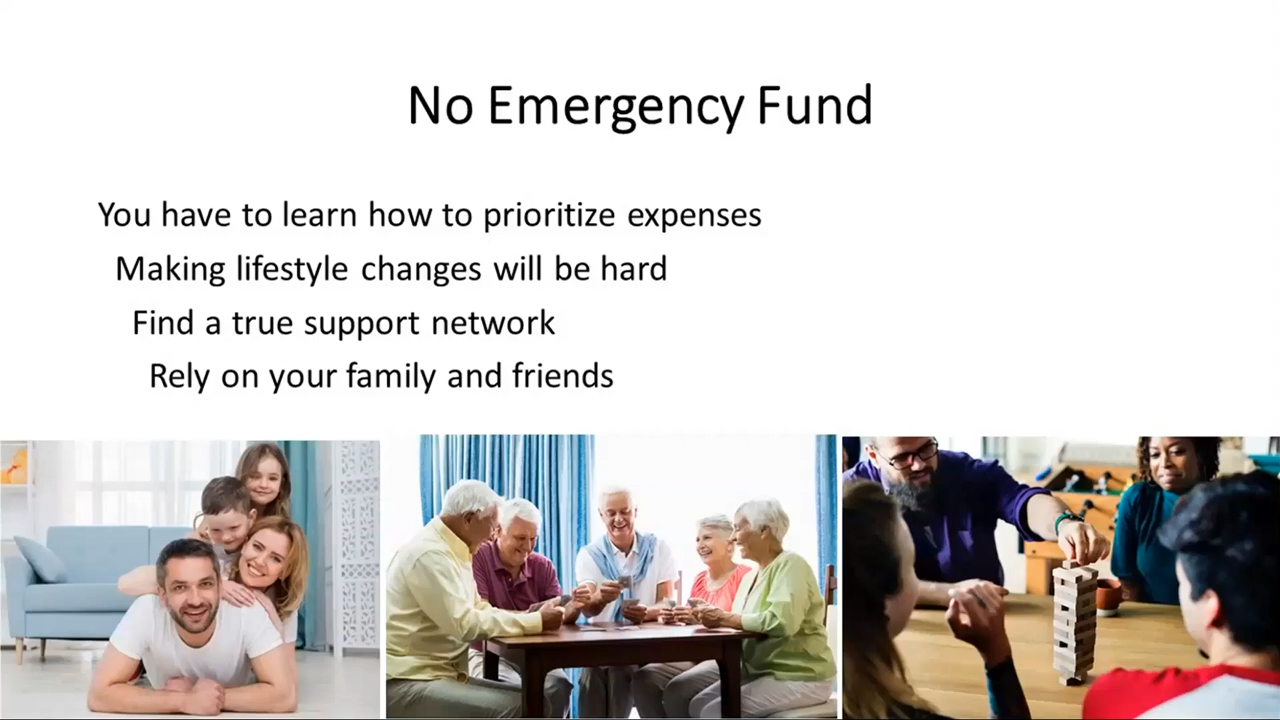 No Emergency Fund
You have to learn how to prioritize expenses
Making lifestyle changes will be hard
Find a true support network
Rely on your family and friends